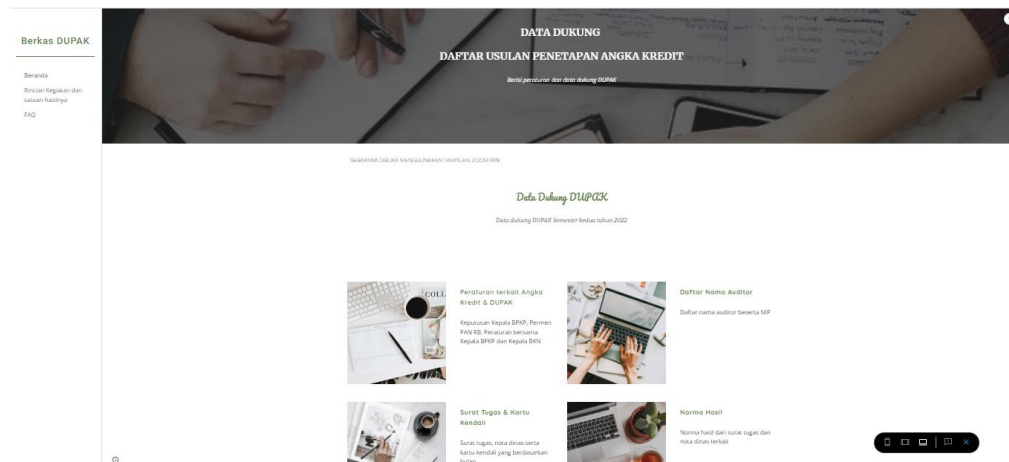 Berkas DUPAK
Beranda
Rincian Kegiatan dan
satuan hasilnya
FAQ
DATA DUKUNG
DAFTAR USULAN PENETAPAN ANGKA KREDIT
Berisi peraturan dan data dukung DUPAK
SEBIKNYA DIBUKA MENGGUNAKAN TAMPILAN ZOOM 90%
Data Dukung DUPAK
Data dukung DUPAK Semester kedua tahun 2022
Peraturan terkait Angka
Kredit & DUPAK
Keputusan Kepala BPKP, Permen
PAN RB, Peraturan bersama
Kepala BPKP dan Kepala BKN
Daftar Nama Auditor
Daftar nama auditor beserta NIP
Surat Tugas & Kartu
Kendali
Surat tugas, nota dinas serta
kartu kendali yang berdasarkan
bulan
Norma Hasil
Norma hasil dari surat tugas dan
nota dinas terkait